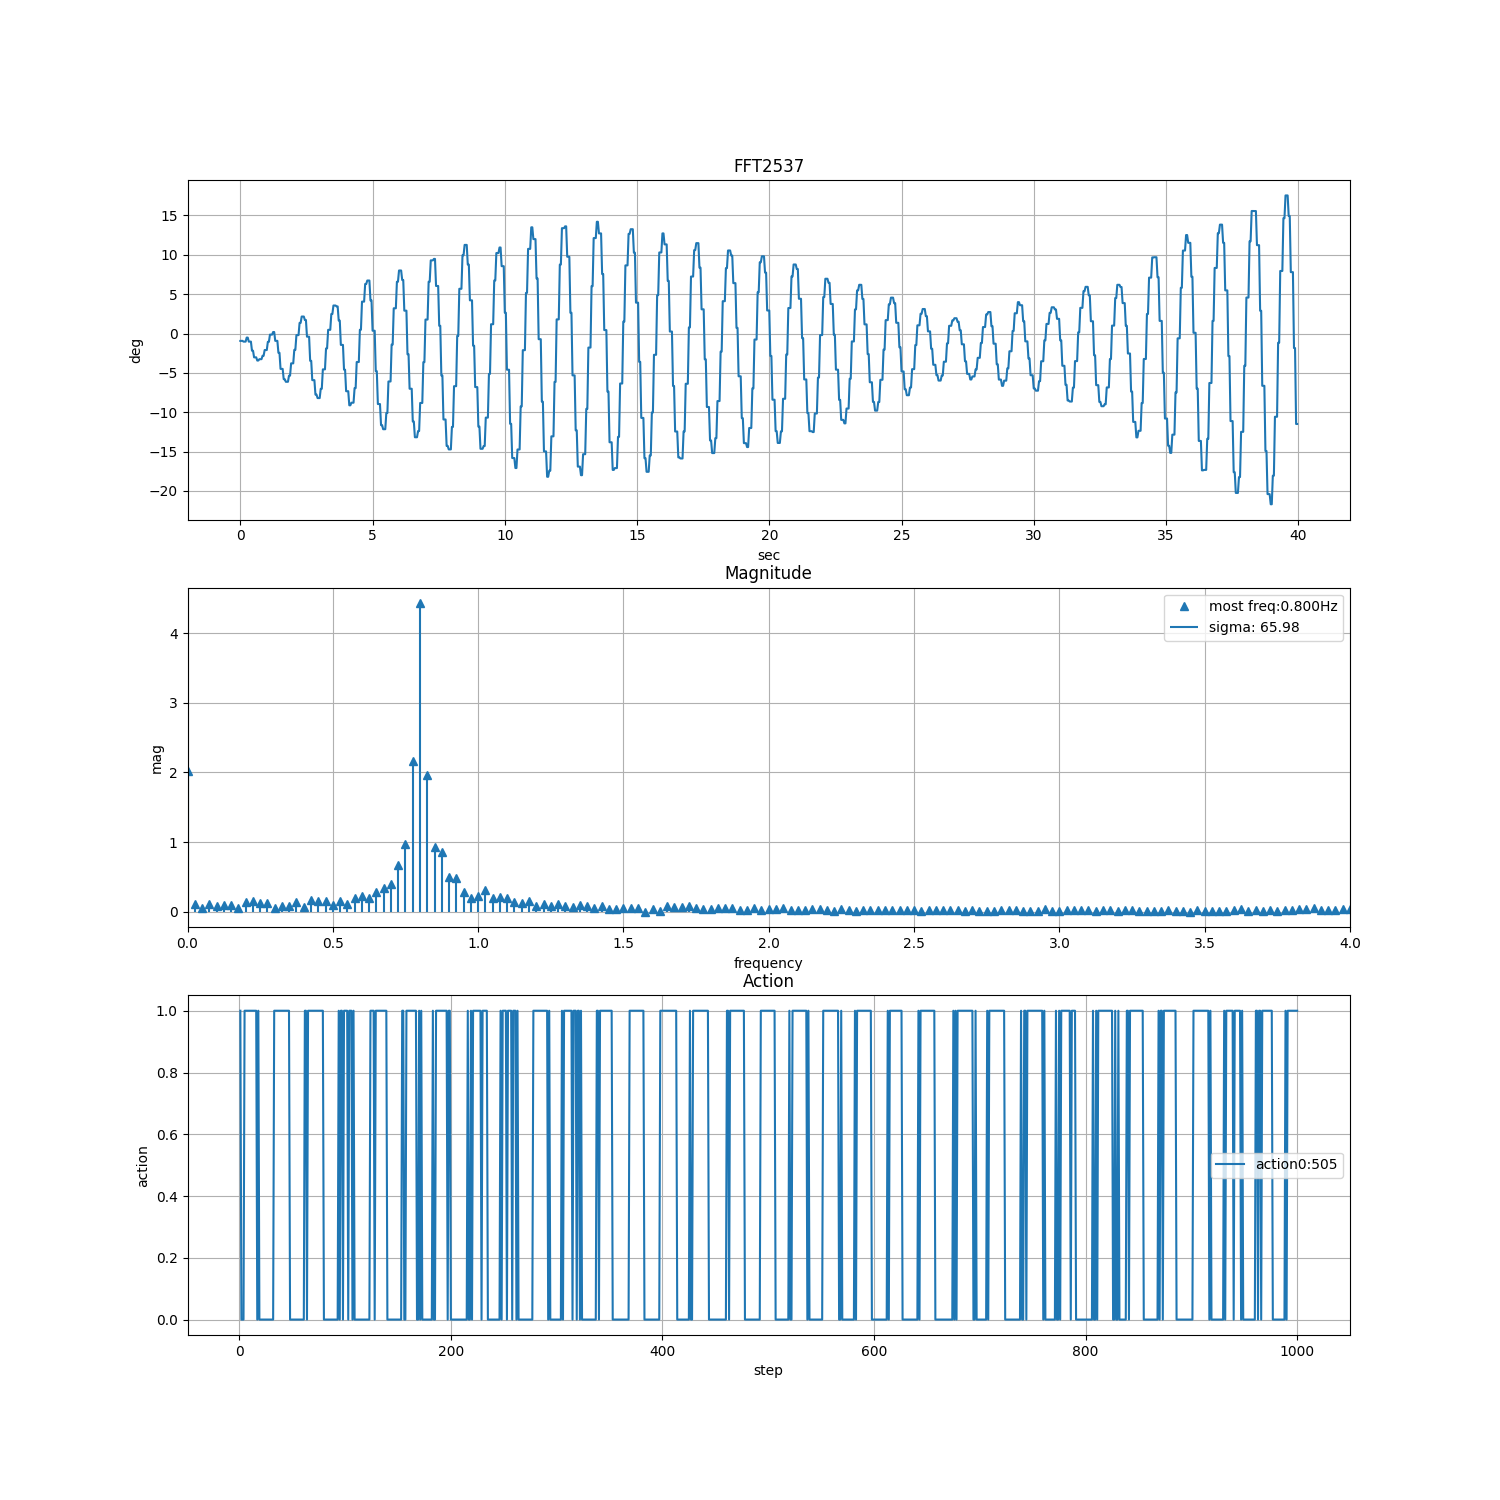 FFT2537
15
10
5
0
−5
−10
−15
−20
deg
0 5 10 15 20 25 30 35 40
sec
Magnitude
most freq:0.800Hz
sigma: 65.98
4
3
2
1
0
mag
0.0 0.5 1.0 1.5 2.0 2.5 3.0 3.5 4.0
frequency
Action
1.0
0.8
0.6
0.4
0.2
0.0
action
action0:505
0 200 400 600 800 1000
step